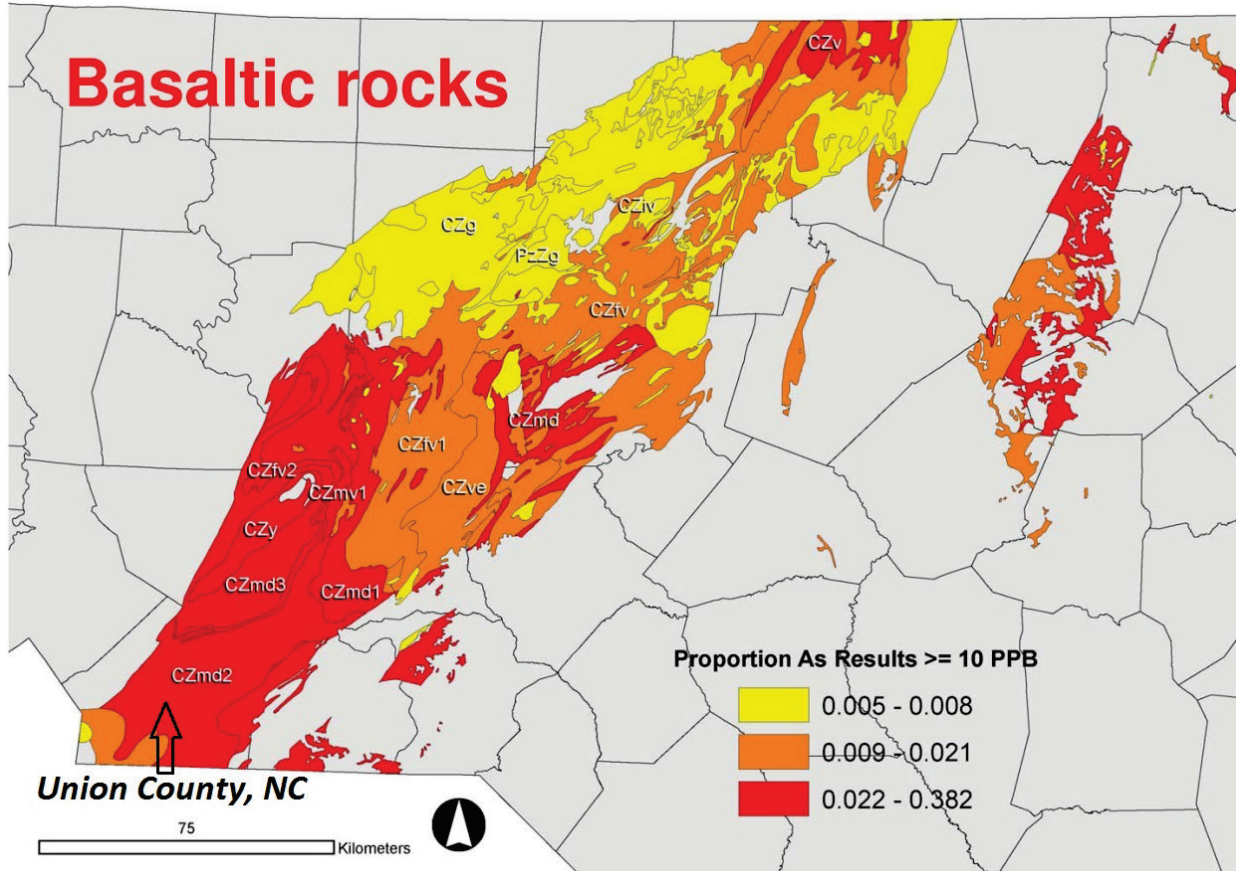 CZv
Basaltic rocks
CZiv
CZg
PzZg
CZfv
CZmd
CZfv1
CZfv2
CZve
CZmv1
CZy
CZmd3
CZmd1
Proportion As Results >= 10 PPB
CZmd2
0.005 - 0.008
0.009 - 0.021
Union County, NC
0.022 - 0.382
75
Kilometers